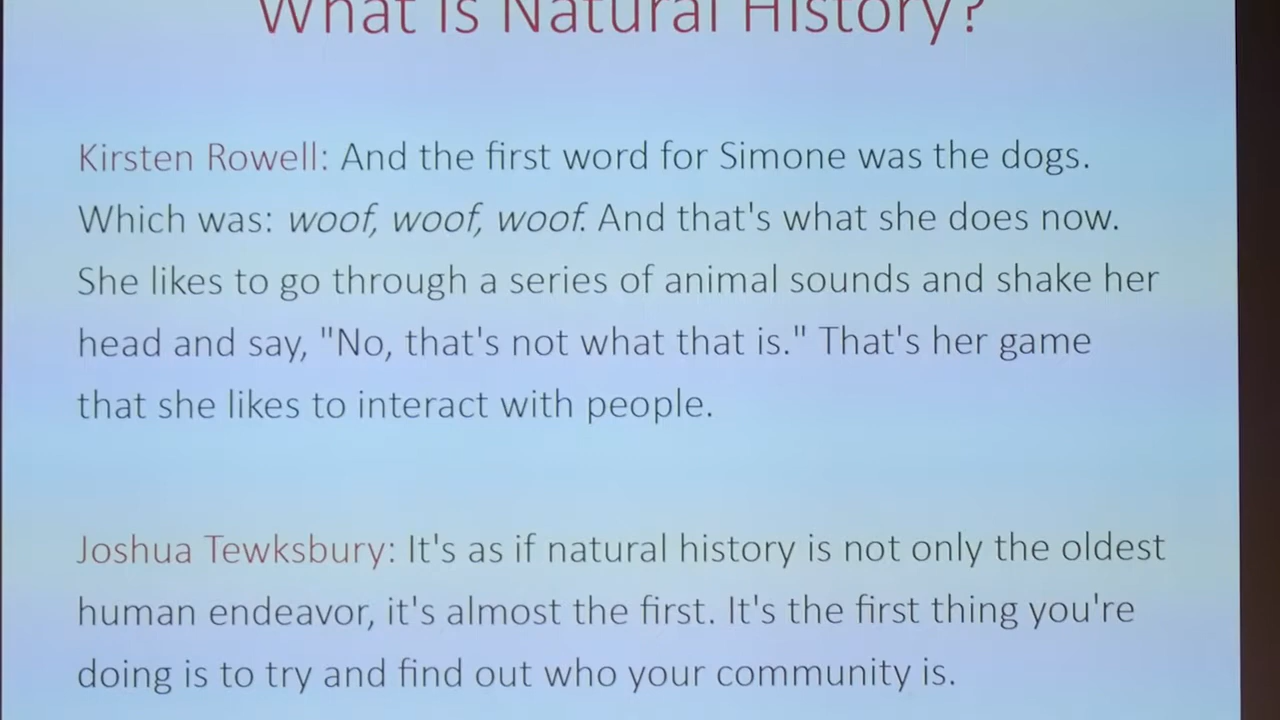 What is Natural History?
Kirsten Rowell: And the first word for Simone was the dogs.
Which was: woof, woof, woof. And that's what she does now.
She likes to go through a series of animal sounds and shake her
head and say, "No, that's not what that is." That's her game
that she likes to interact with people.
Joshua Tewksbury: It's as if natural history is not only the oldest
human endeavor, it's almost the first. It's the first thing you're
doing is to try and find out who your community is.